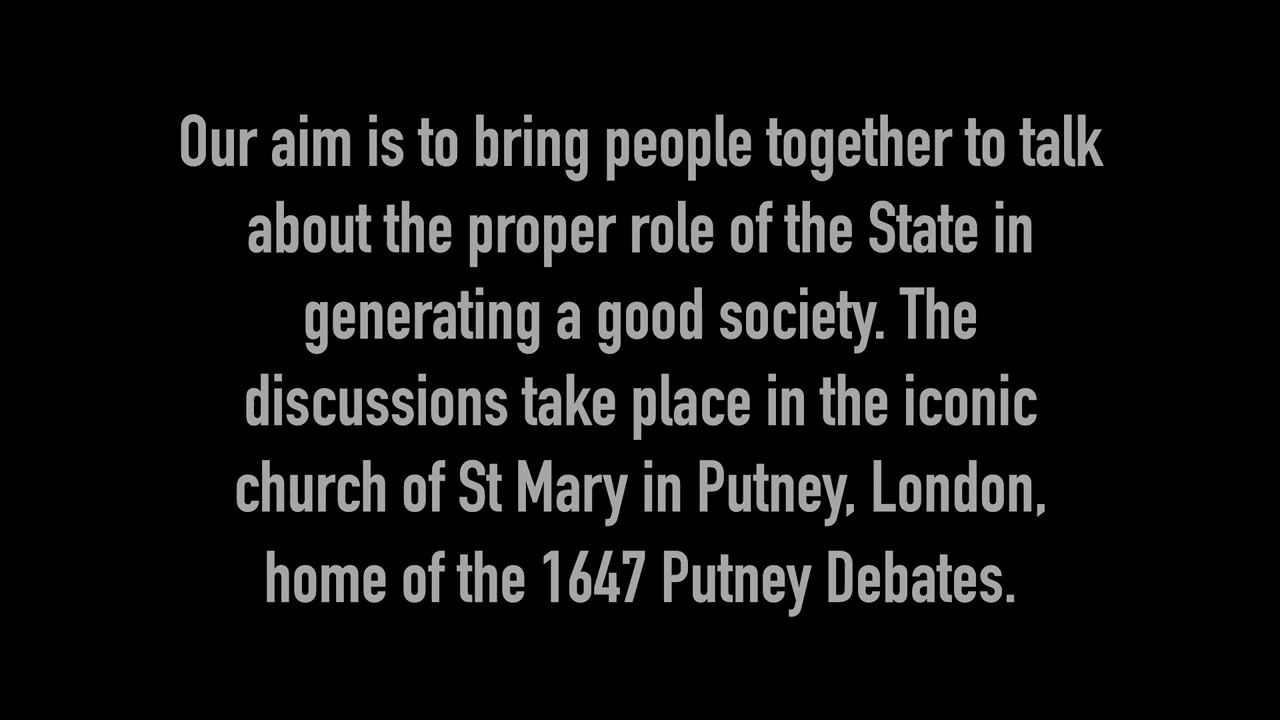 Our aim is to bring people together to talk
about the proper role of the State in
generating a good society. The
discussions take place in the iconic
church of St Mary in Putney, London,
home of the 1647 Putney Debates.